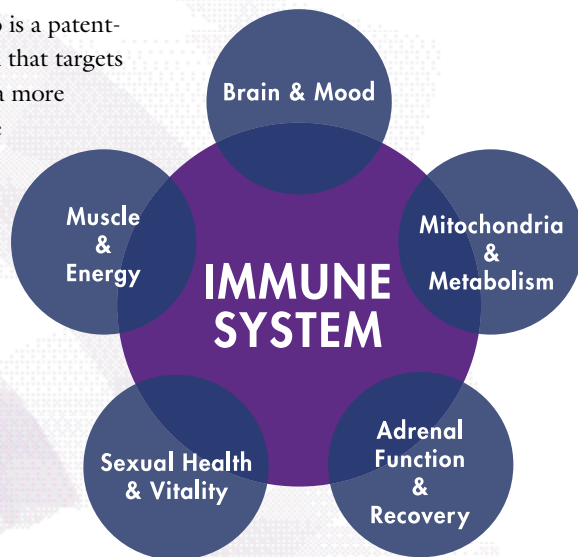 is a patent-
that targets
a more
Brain & Mood
Muscle
&
Energy
Mitochondria
&
Metabolism
IMMUNE
SYSTEM
Sexual Health
& Vitality
Adrenal
Function
&
Recovery